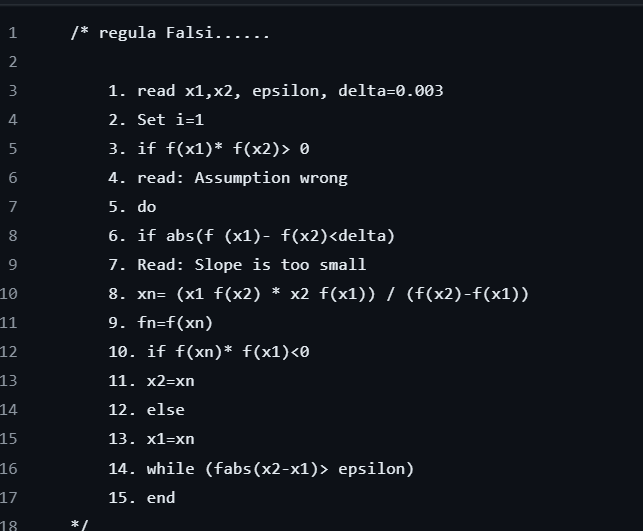 1 /* regula Falsi......
2
3 1. read x1,x2, epsilon, delta=0.003
4 2. Set i=1
5 3. if f(x1)* f(x2)> 0
6 4. read: Assumption wrong
7 5. do
8 6. if abs(f (x1)- f(x2)<delta)
9 7. Read: Slope is too small
10 8. xn= (x1 f(x2) * x2 f(x1)) / (f(x2)-f(x1))
11 9. fn=f(xn)
12 10. if f(xn)* f(x1)<0
13 11. x2=xn
14 12. else
15 13. x1=xn
16 14. while (fabs(x2-x1)> epsilon)
17 15. end
18 */